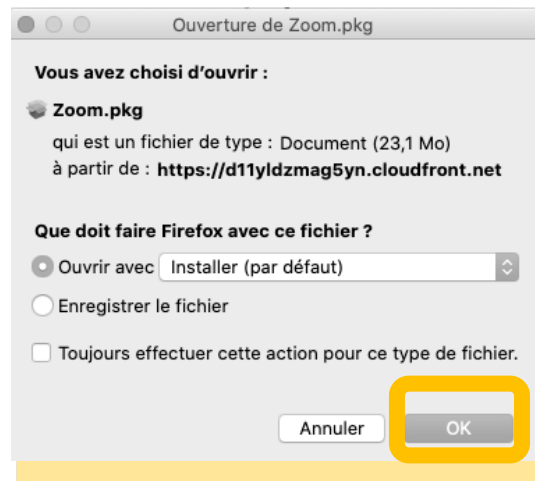 Ouverture de Zoom.pkg
Vous avez choisi d'ouvrir :
Zoom.pkg
qui est un fichier de type : Document (23,1 Mo)
à partir de : https://d11yldzmag5yn.cloudfront.net
Que doit faire Firefox avec ce fichier ?
Ouvrir avec Installer (par défaut)
Enregistrer le fichier
Toujours effectuer cette action pour ce type de fichier.
Annuler OK